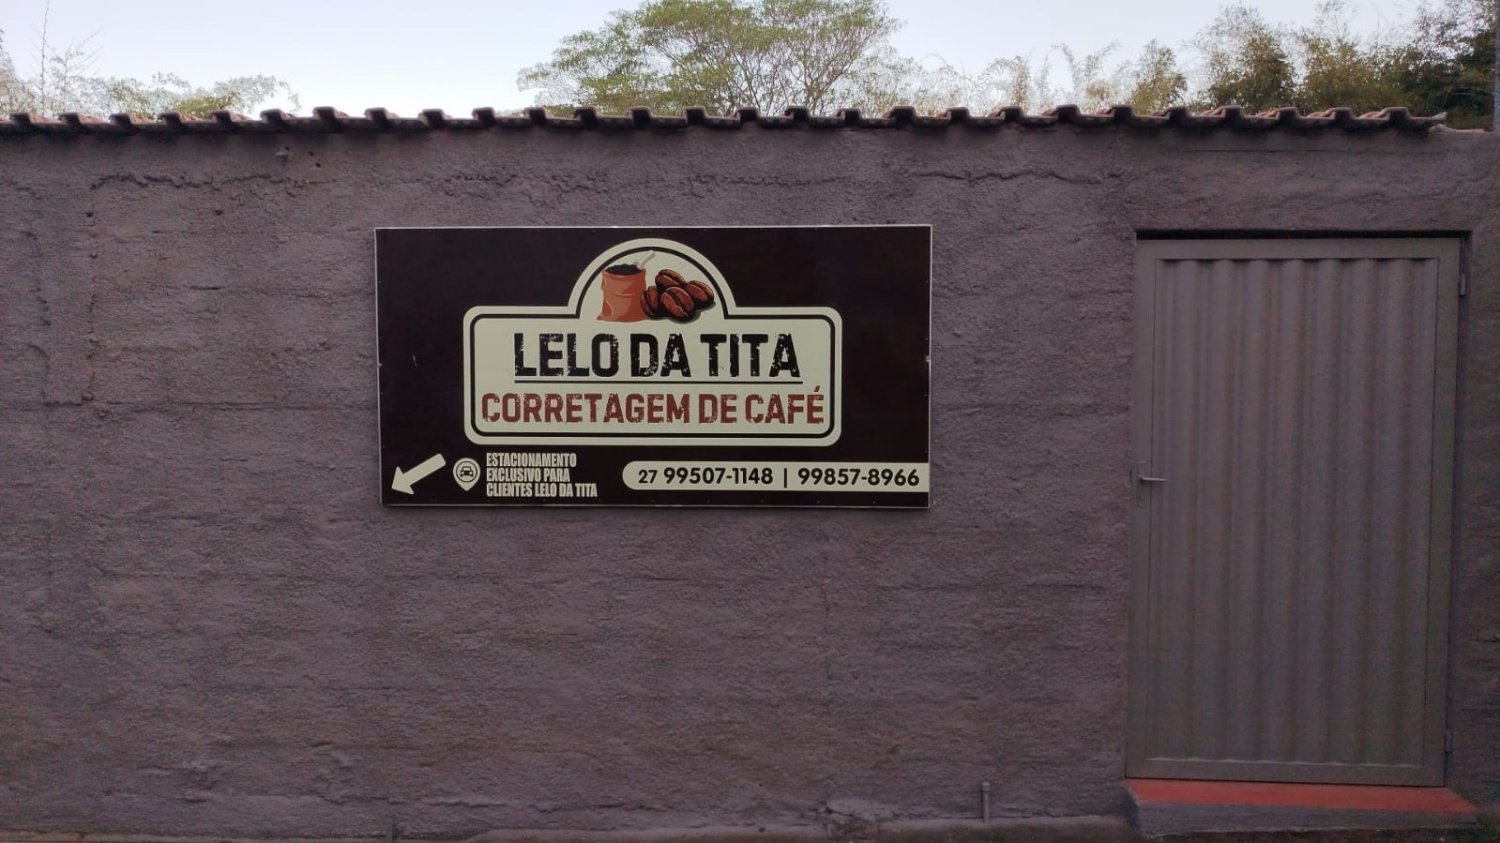 LELO DA TITA
CORRETAGEM DE CAFÉ
ESTACIONAMENTO
EXCLUSIVO PARA
CLIENTES LELO DA TITA
27 99507-1148 | 99857-8966